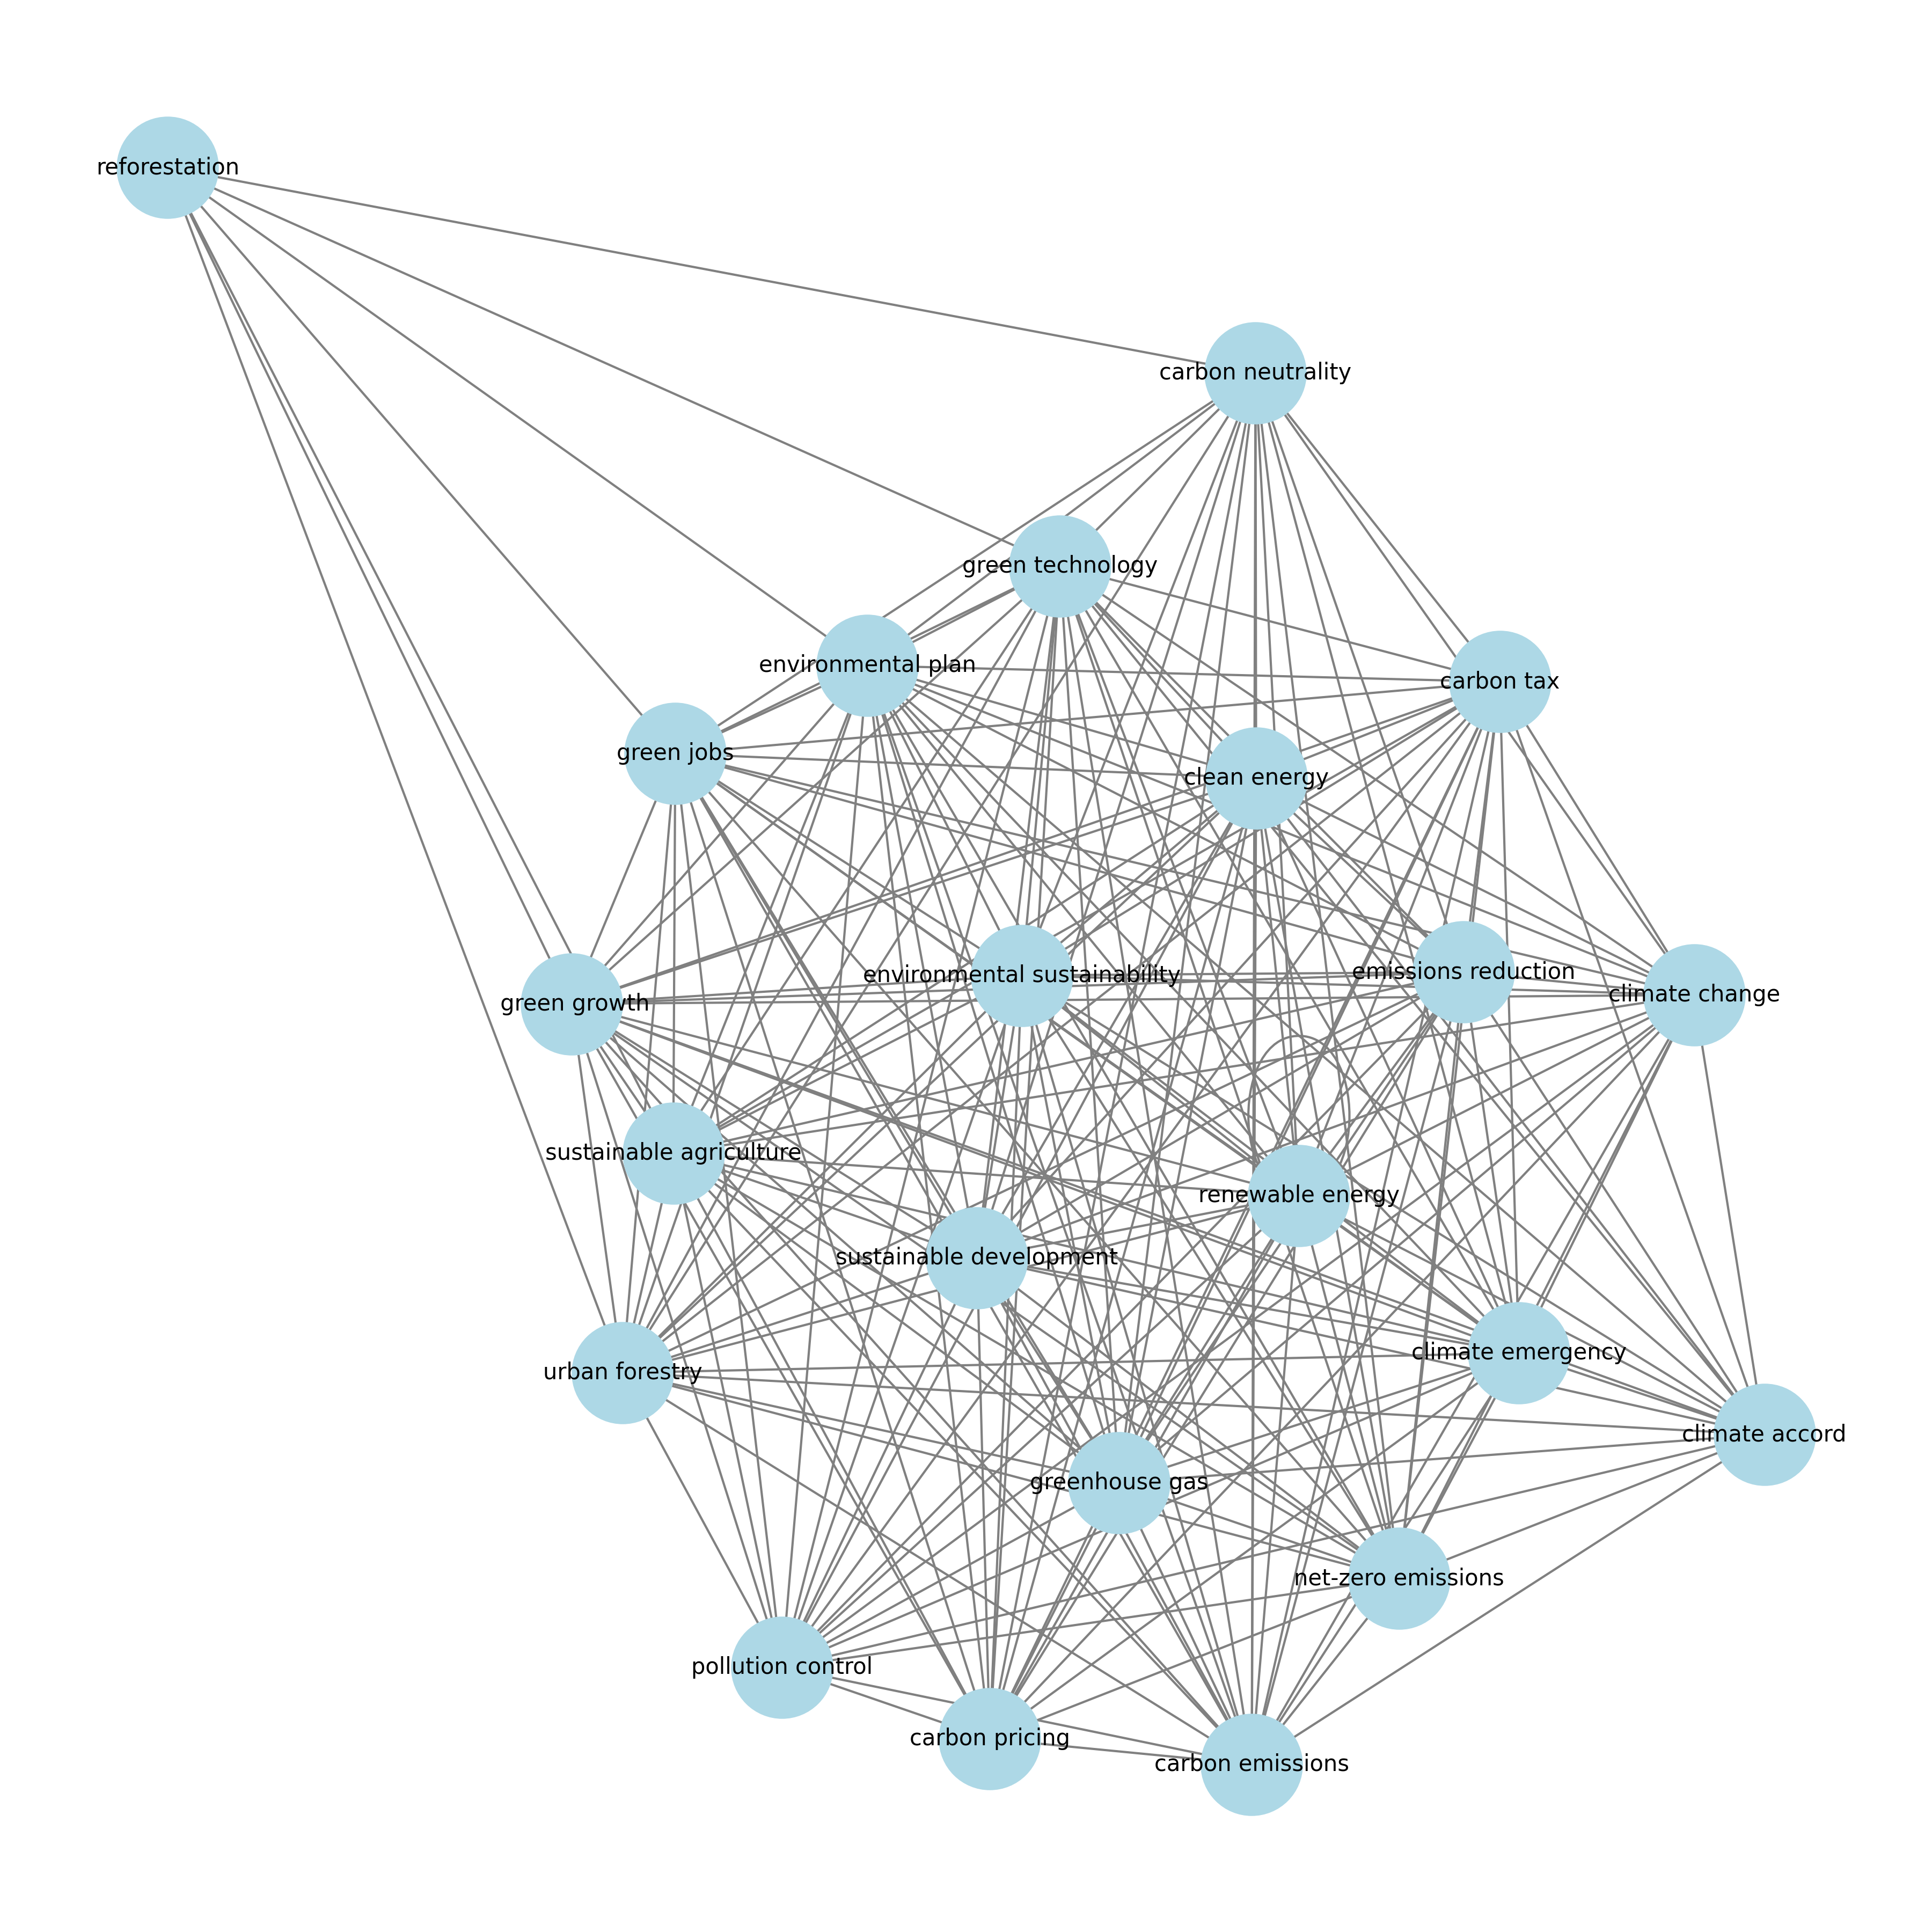 reforestation
carbon neutrality
green technology
environmental plan
carbon tax
green jobs
clean energy
environmental sustainability
emissions reduction
climate change
green growth
sustainable agriculture
renewable energy
sustainable development
climate emergency
urban forestry
climate accord
greenhouse gas
net-zero emissions
pollution control
carbon pricing
carbon emissions